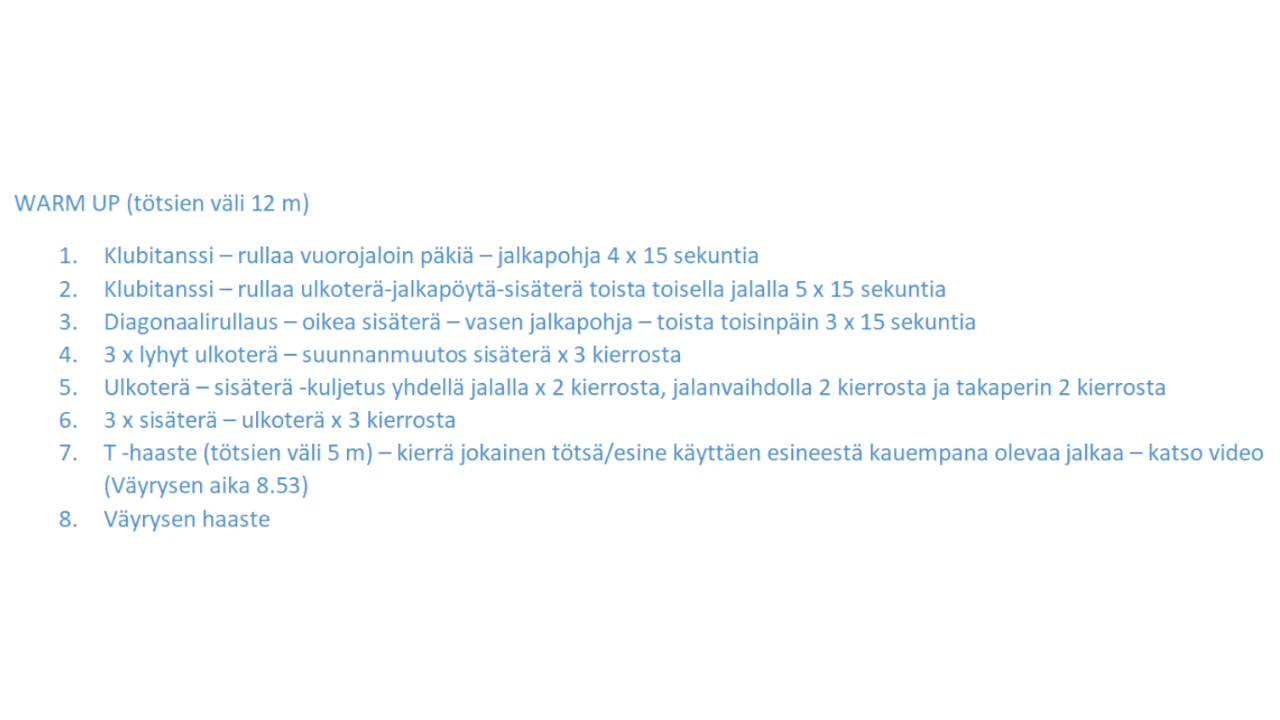 WARM UP (tötsien väli 12 m)
1. Klubitanssi – rullaa vuorojaloin päkiä – jalkapohja 4 x 15 sekuntia
2. Klubitanssi – rullaa ulkoterä-jalkapöytä-sisäterä toista toisella jalalla 5 x 15 sekuntia
3. Diagonaalirullaus – oikea sisäterä – vasen jalkapohja – toista toisinpäin 3 x 15 sekuntia
4. 3 x lyhyt ulkoterä – suunnanmuutos sisäterä x 3 kierrosta
5. Ulkoterä – sisäterä -kuljetus yhdellä jalalla x 2 kierrosta, jalanvaihdolla 2 kierrosta ja takaperin 2 kierrosta
6. 3 x sisäterä – ulkoterä x 3 kierrosta
7. T -haaste (tötsien väli 5 m) – kierrä jokainen tötsä/esine käyttäen esineestä kauempana olevaa jalkaa – katso video
(Väyrysen aika 8.53)
8. Väyrysen haaste